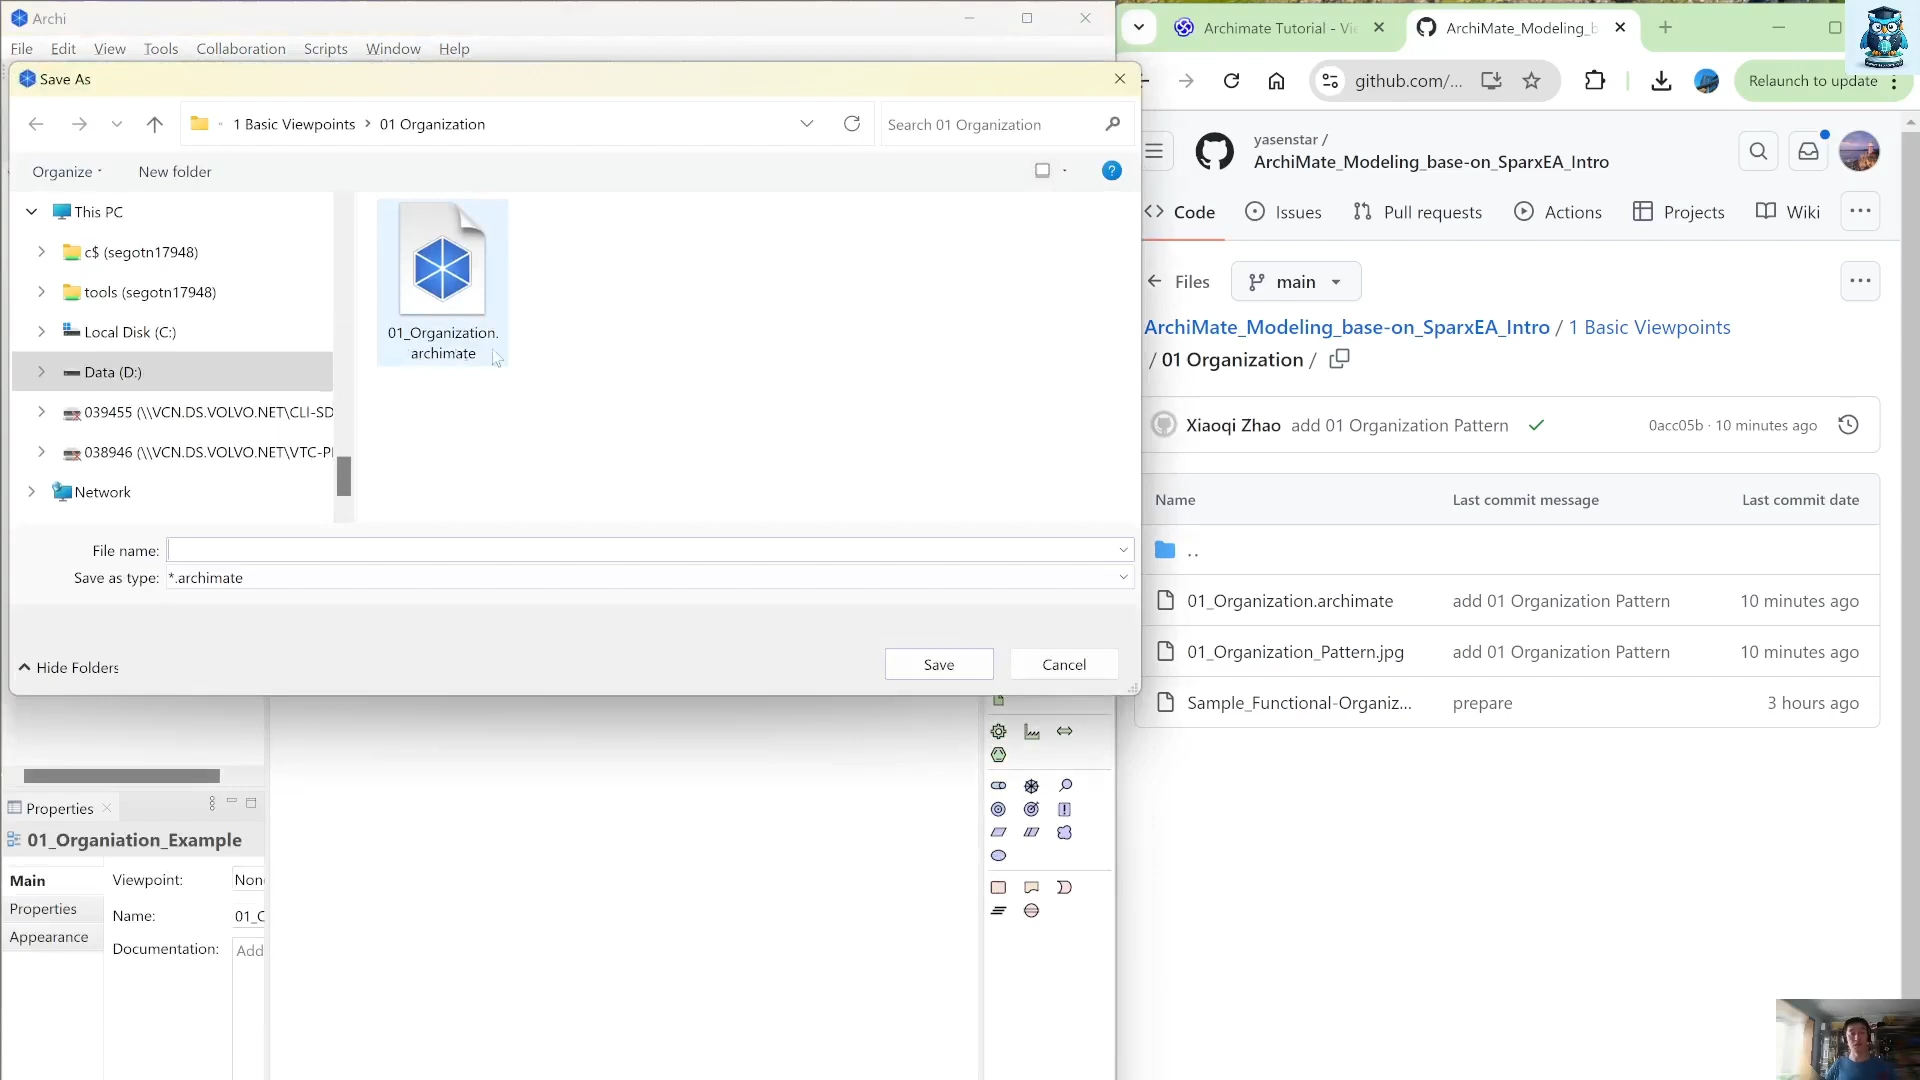 Archi
File Edit View Tools Collaboration Scripts Window Help
Save As
1 Basic Viewpoints > 01 Organization
Search 01 Organization
Organize
New folder
This PC
c$ (segotn17948)
tools (segotn17948)
Local Disk (C:)
Data (D:)
039455 (\\VCN.DS.VOLVO.NET\CLI-SD
038946 (\\VCN.DS.VOLVO.NET\VTC-PI
Network
01_Organization.
archimate
File name:
Save as type: *.archimate
Hide Folders
Save
Cancel
Properties
01_Organiation_Example
Main
Properties
Appearance
Viewpoint: Non
Name: 01_C
Documentation: Add
Archimate Tutorial - Vi
ArchiMate_Modeling_b
github.com/...
Relaunch to update
yasenstar /
ArchiMate_Modeling_base-on_SparxEA_Intro
Code Issues Pull requests Actions Projects Wiki
Files
main
ArchiMate_Modeling_base-on_SparxEA_Intro / 1 Basic Viewpoints
/ 01 Organization /
Xiaoqi Zhao add 01 Organization Pattern
0acc05b · 10 minutes ago
Name Last commit message Last commit date
..
01_Organization.archimate add 01 Organization Pattern 10 minutes ago
01_Organization_Pattern.jpg add 01 Organization Pattern 10 minutes ago
Sample_Functional-Organiz... prepare 3 hours ago